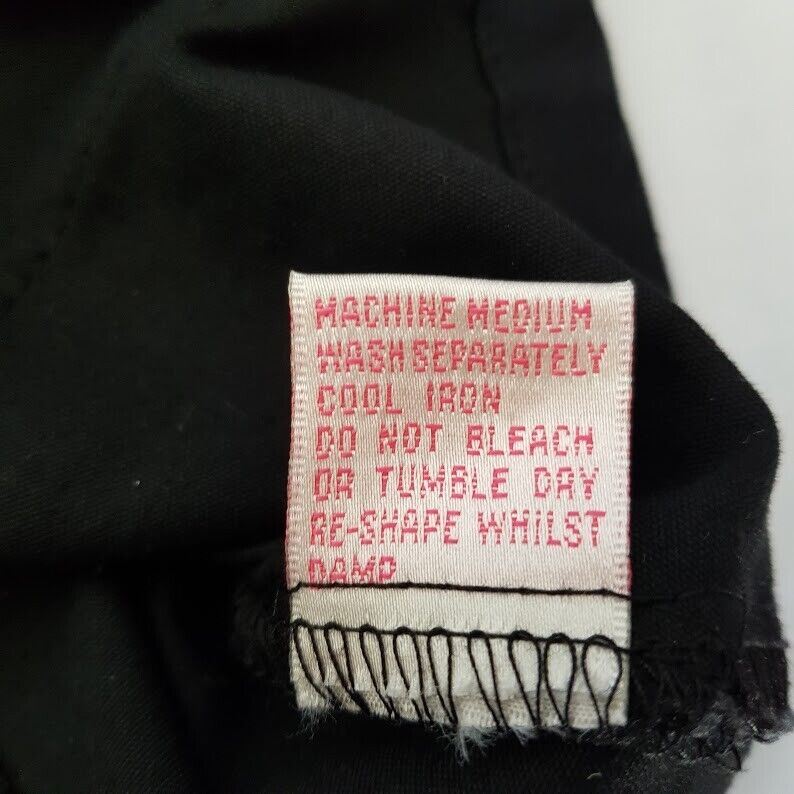 MACHINE MEDIUM
WASH SEPARATELY
COOL IRON
DO NOT BLEACH
OR TUMBLE DRY
RE-SHAPE WHILST
DAMP